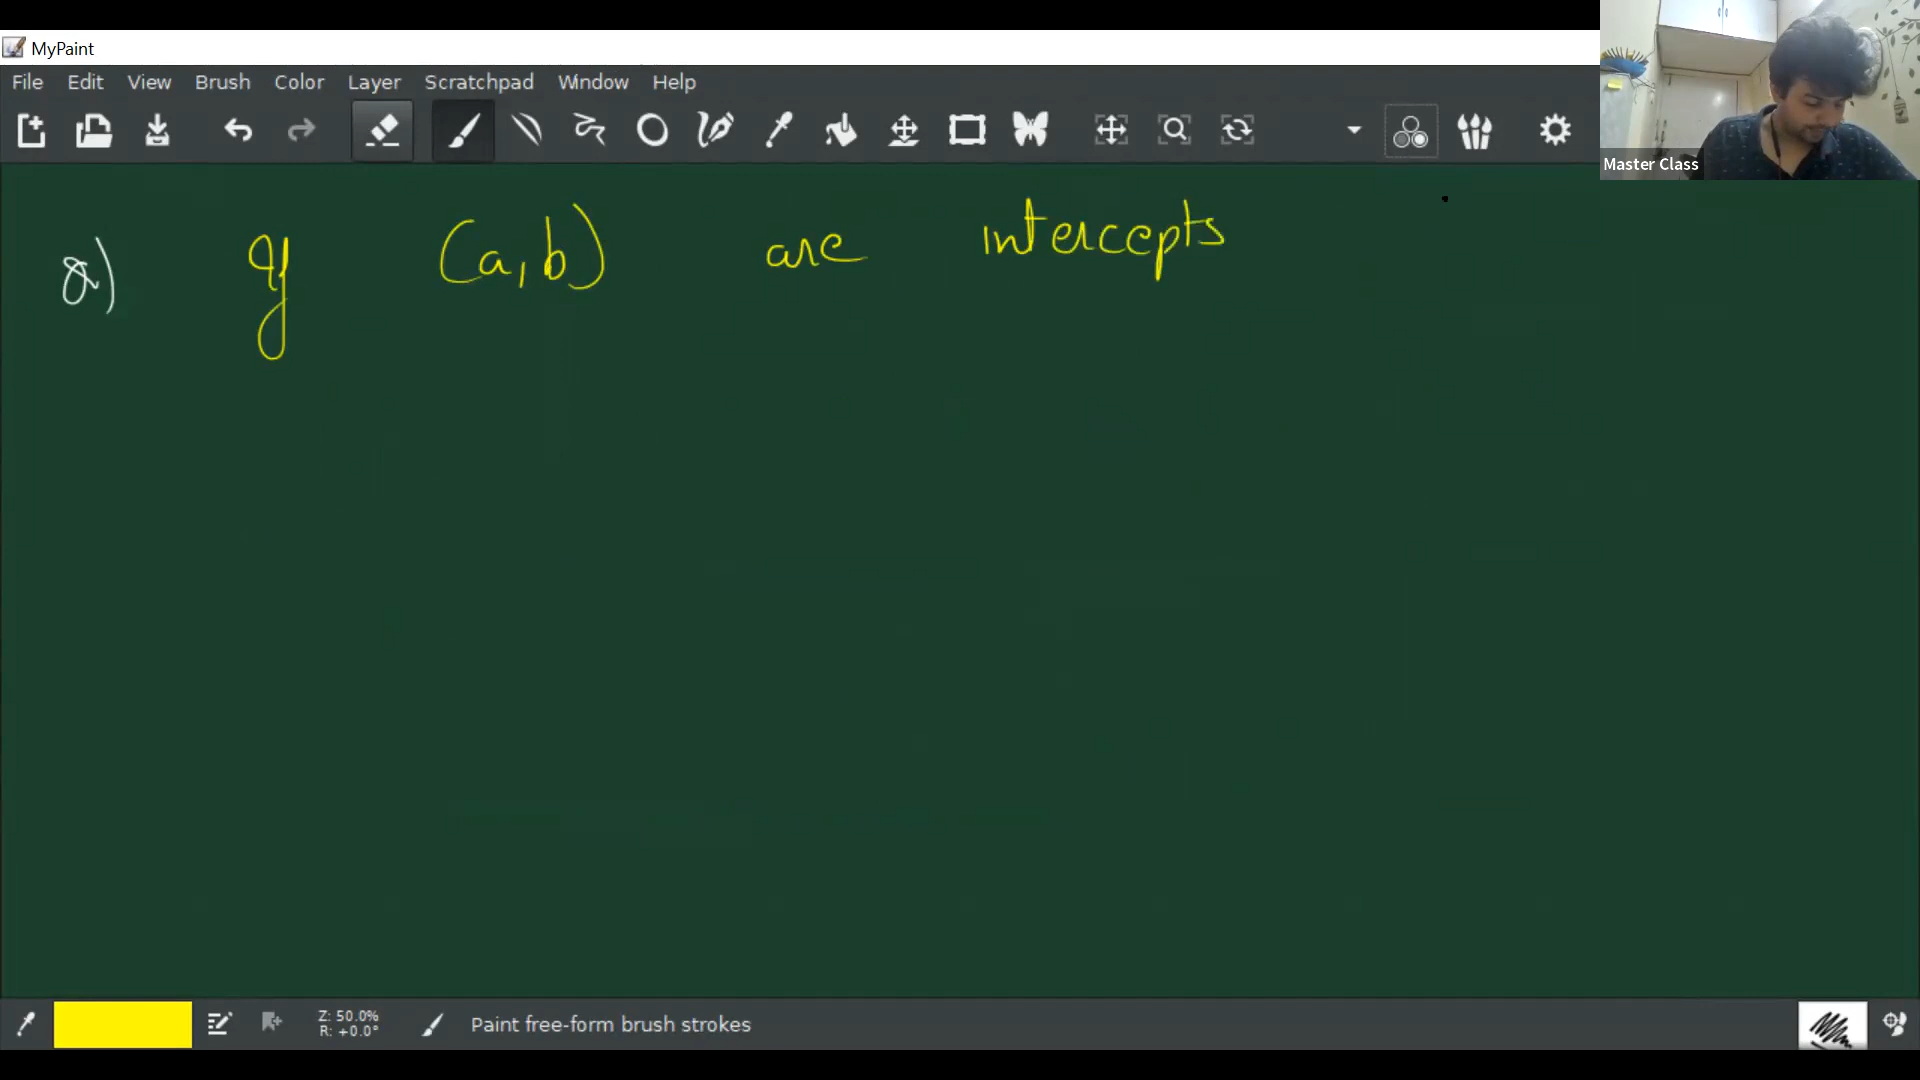 MyPaint
File Edit View Brush Color Layer Scratchpad Window Help
Master Class
Q) If (a,b) are intercepts
Z: 50.0%
R: +0.0°
Paint free-form brush strokes